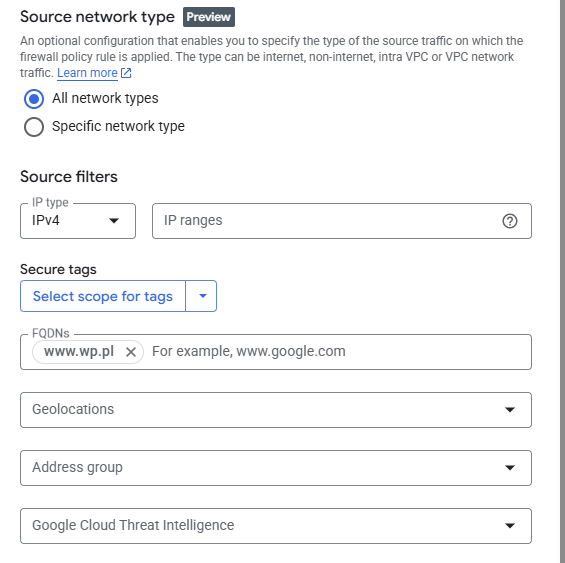 Source network type Preview
An optional configuration that enables you to specify the type of the source traffic on which the
firewall policy rule is applied. The type can be internet, non-internet, intra VPC or VPC network
traffic. Learn more
All network types
Specific network type
Source filters
IP type
IPv4
IP ranges
Secure tags
Select scope for tags
FQDNs
www.wp.pl For example, www.google.com
Geolocations
Address group
Google Cloud Threat Intelligence